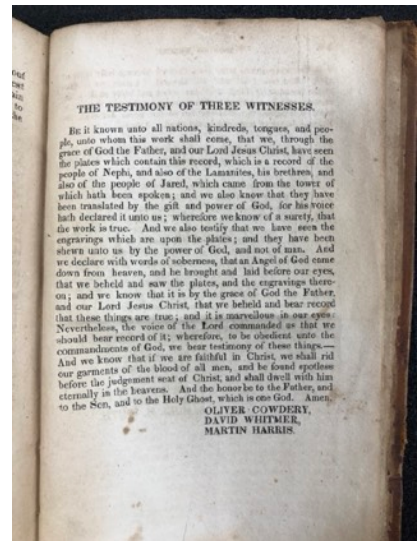 THE TESTIMONY OF THREE WITNESSES.
BE it known unto all nations, kindreds, tongues, and peo-
ple, unto whom this work shall come, that we, through the
grace of God the Father, and our Lord Jesus Christ, have seen
the plates which contain this record, which is a record of the
people of Nephi, and also of the Lamanites, his brethren, and
also of the people of Jared, which came from the tower of
which hath been spoken; and we also know that they have
been translated by the gift and power of God, for his voice
hath declared it unto us; wherefore we know of a surety, that
the work is true. And we also testify that we have seen the
engravings which are upon the plates; and they have been
shewn unto us by the power of God, and not of men. And
we declare with words of soberness, that an Angel of God came
down from heaven, and he brought and laid before our eyes,
that we beheld and saw the plates, and the engravings there-
on; and we know that it is by the grace of God the Father,
and our Lord Jesus Christ, that we beheld and bear record
that these things are true; and it is marvellous in our eyes:
Nevertheless, the voice of the Lord commanded us that we
should bear record of it; wherefore, to be obedient unto the
commandments of God, we bear testimony of these things.—
And we know that if we are faithful in Christ, we shall rid
our garments of the blood of all men, and be found spotless
before the judgement seat of Christ, and shall dwell with him
eternally in the heavens. And the honor be to the Father, and
to the Son, and to the Holy Ghost, which is one God. Amen.
OLIVER COWDERY,
DAVID WHITMER,
MARTIN HARRIS.